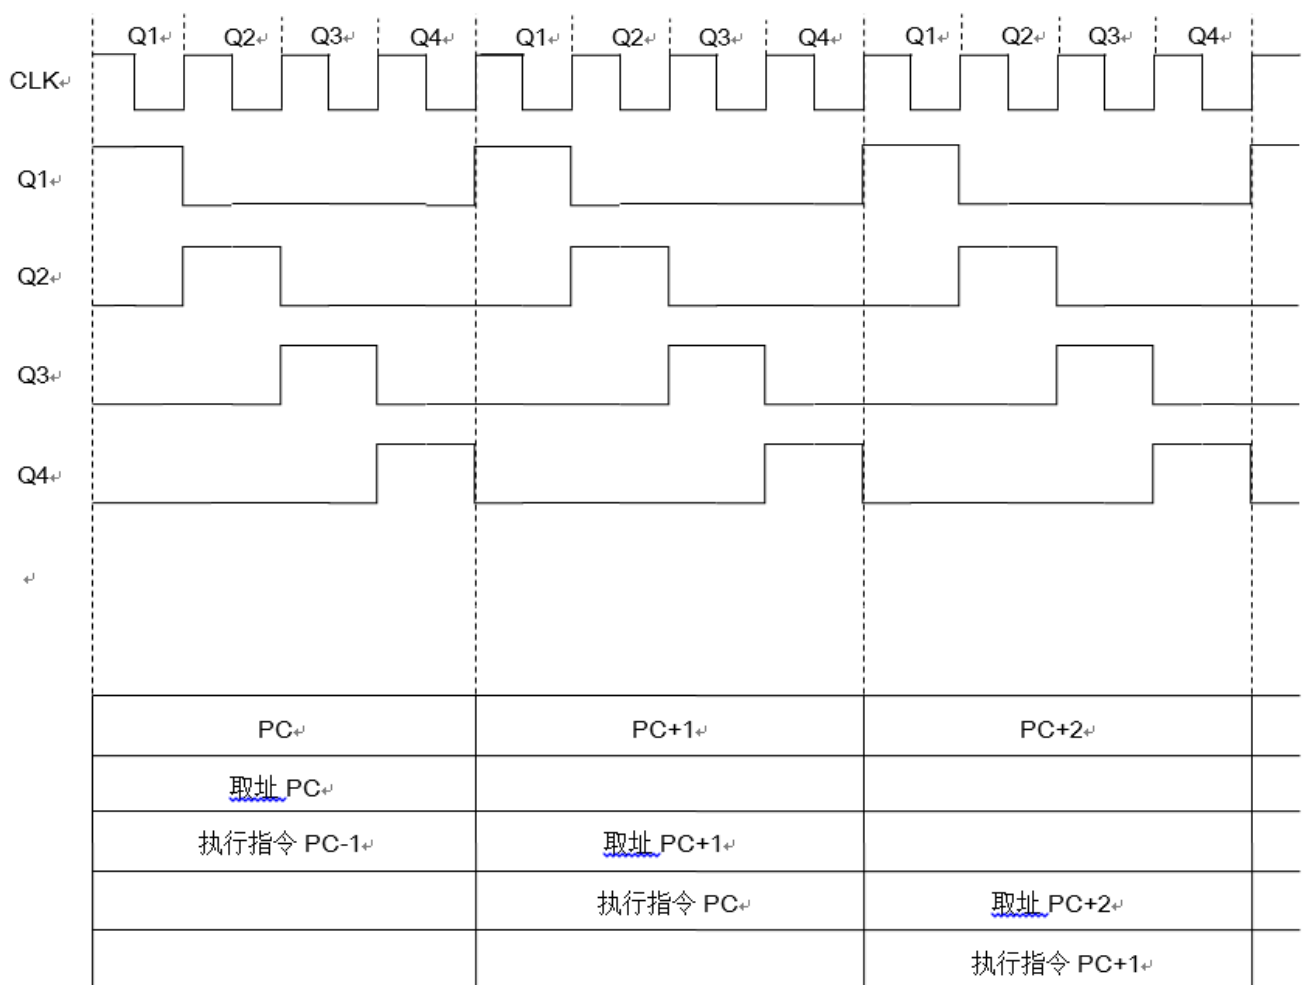 Q1 Q2 Q3 Q4 Q1 Q2 Q3 Q4 Q1 Q2 Q3 Q4
CLK
Q1
Q2
Q3
Q4
PC PC+1 PC+2
取址 PC
执行指令 PC-1 取址 PC+1
执行指令 PC 取址 PC+2
执行指令 PC+1